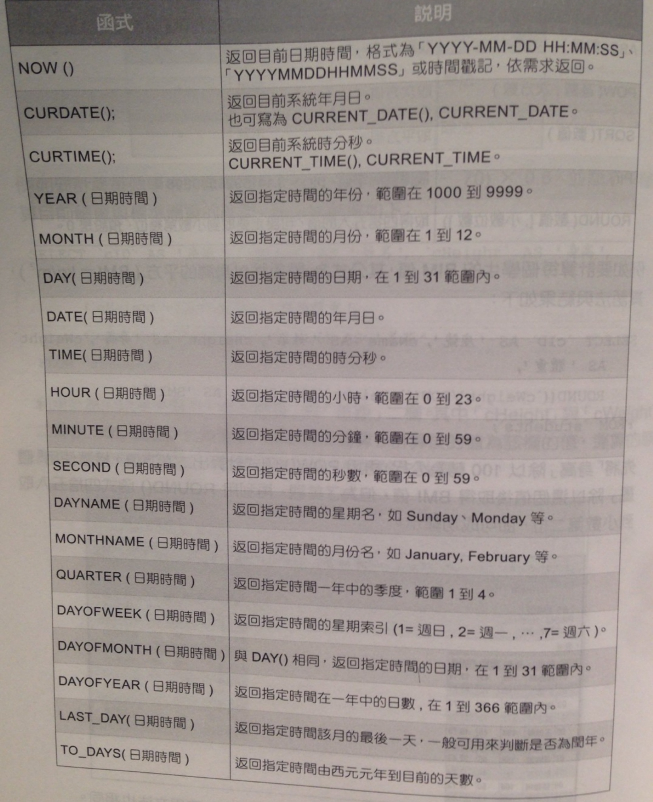 函式 說明
NOW () 返回目前日期時間，格式為「YYYY-MM-DD HH:MM:SS」、
「YYYYMMDDHHMMSS」或時間戳記，依需求返回。
CURDATE(); 返回目前系統年月日。
也可寫為 CURRENT_DATE(), CURRENT_DATE。
CURTIME(); 返回目前系統時分秒。
CURRENT_TIME(), CURRENT_TIME。
YEAR ( 日期時間 ) 返回指定時間的年份，範圍在 1000 到 9999。
MONTH ( 日期時間 ) 返回指定時間的月份，範圍在 1 到 12。
DAY( 日期時間 ) 返回指定時間的日期，在 1 到 31 範圍內。
DATE( 日期時間 ) 返回指定時間的年月日。
TIME( 日期時間 ) 返回指定時間的時分秒。
HOUR ( 日期時間 ) 返回指定時間的小時，範圍在 0 到 23。
MINUTE ( 日期時間 ) 返回指定時間的分鐘，範圍在 0 到 59。
SECOND ( 日期時間 ) 返回指定時間的秒數，範圍在 0 到 59。
DAYNAME ( 日期時間 ) 返回指定時間的星期名，如 Sunday、Monday 等。
MONTHNAME ( 日期時間 ) 返回指定時間的月份名，如 January, February 等。
QUARTER ( 日期時間 ) 返回指定時間一年中的季度，範圍 1 到 4。
DAYOFWEEK ( 日期時間 ) 返回指定時間的星期索引 (1= 週日 , 2= 週一 , … ,7= 週六 )。
DAYOFMONTH ( 日期時間 ) 與 DAY() 相同，返回指定時間的日期，在 1 到 31 範圍內。
DAYOFYEAR ( 日期時間 ) 返回指定時間在一年中的日數 , 在 1 到 366 範圍內。
LAST_DAY( 日期時間 ) 返回指定時間該月的最後一天，一般可用來判斷是否為閏年。
TO_DAYS( 日期時間 ) 返回指定時間由西元元年到目前的天數。